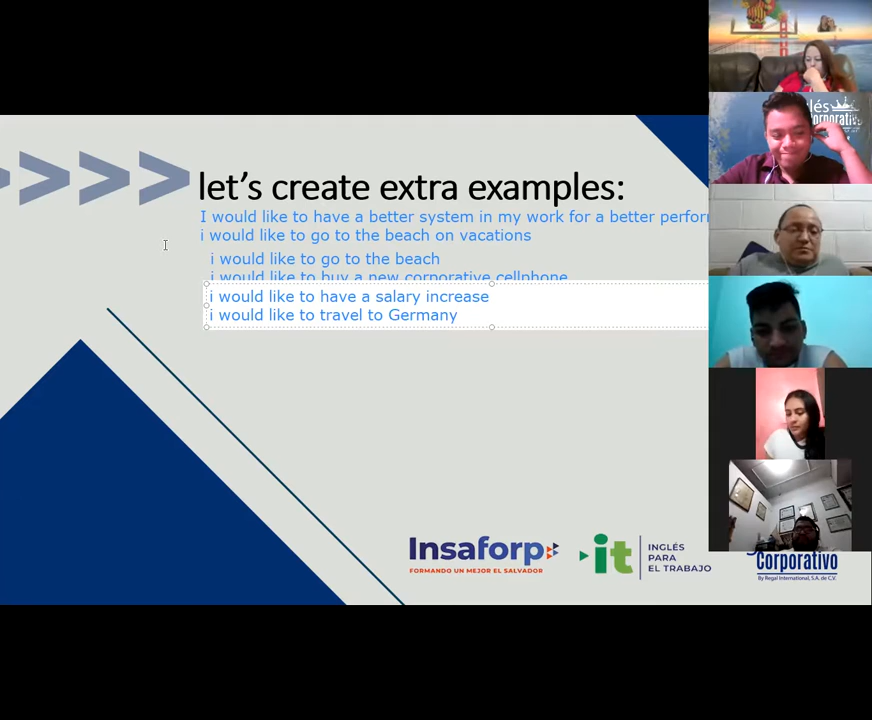 let's create extra examples:
I would like to have a better system in my work for a better
i would like to go to the beach on vacations
i would like to go to the beach
i would like to buy a new corporative cellphone
i would like to have a salary increase
i would like to travel to Germany
Insaforp
FORMANDO UN MEJOR EL SALVADOR
it
INGLÉS
PARA
EL TRABAJO
Corporativo
By Regal International, S.A. de C.V.